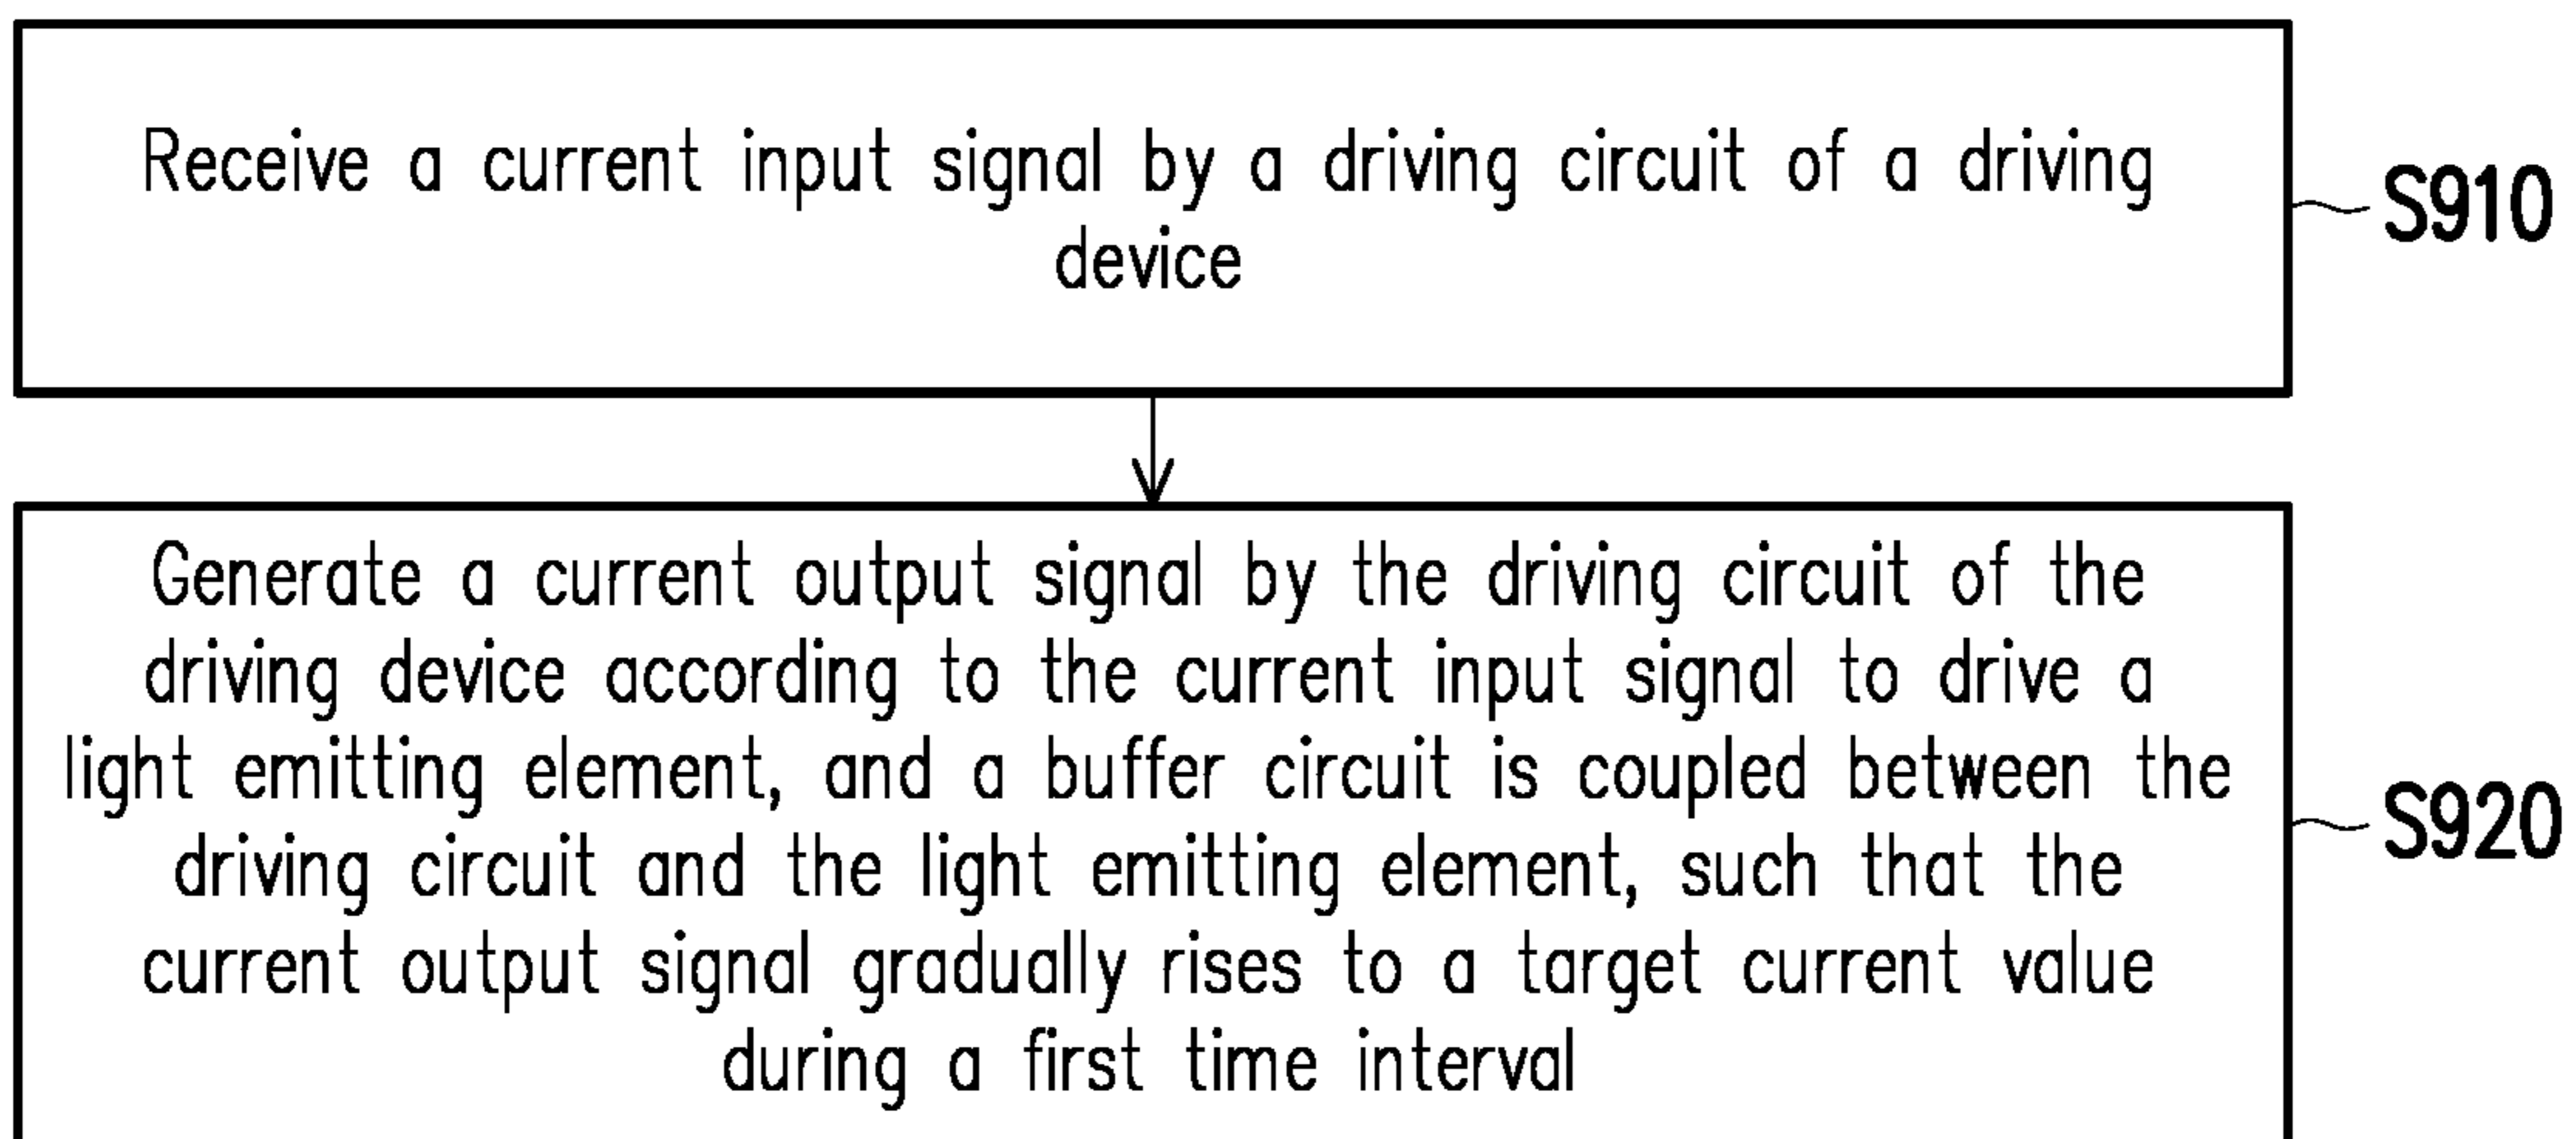 Receive a current input signal by a driving circuit of a driving
device
S910
Generate a current output signal by the driving circuit of the
driving device according to the current input signal to drive a
light emitting element, and a buffer circuit is coupled between the
driving circuit and the light emitting element, such that the
current output signal gradually rises to a target current value
during a first time interval
S920